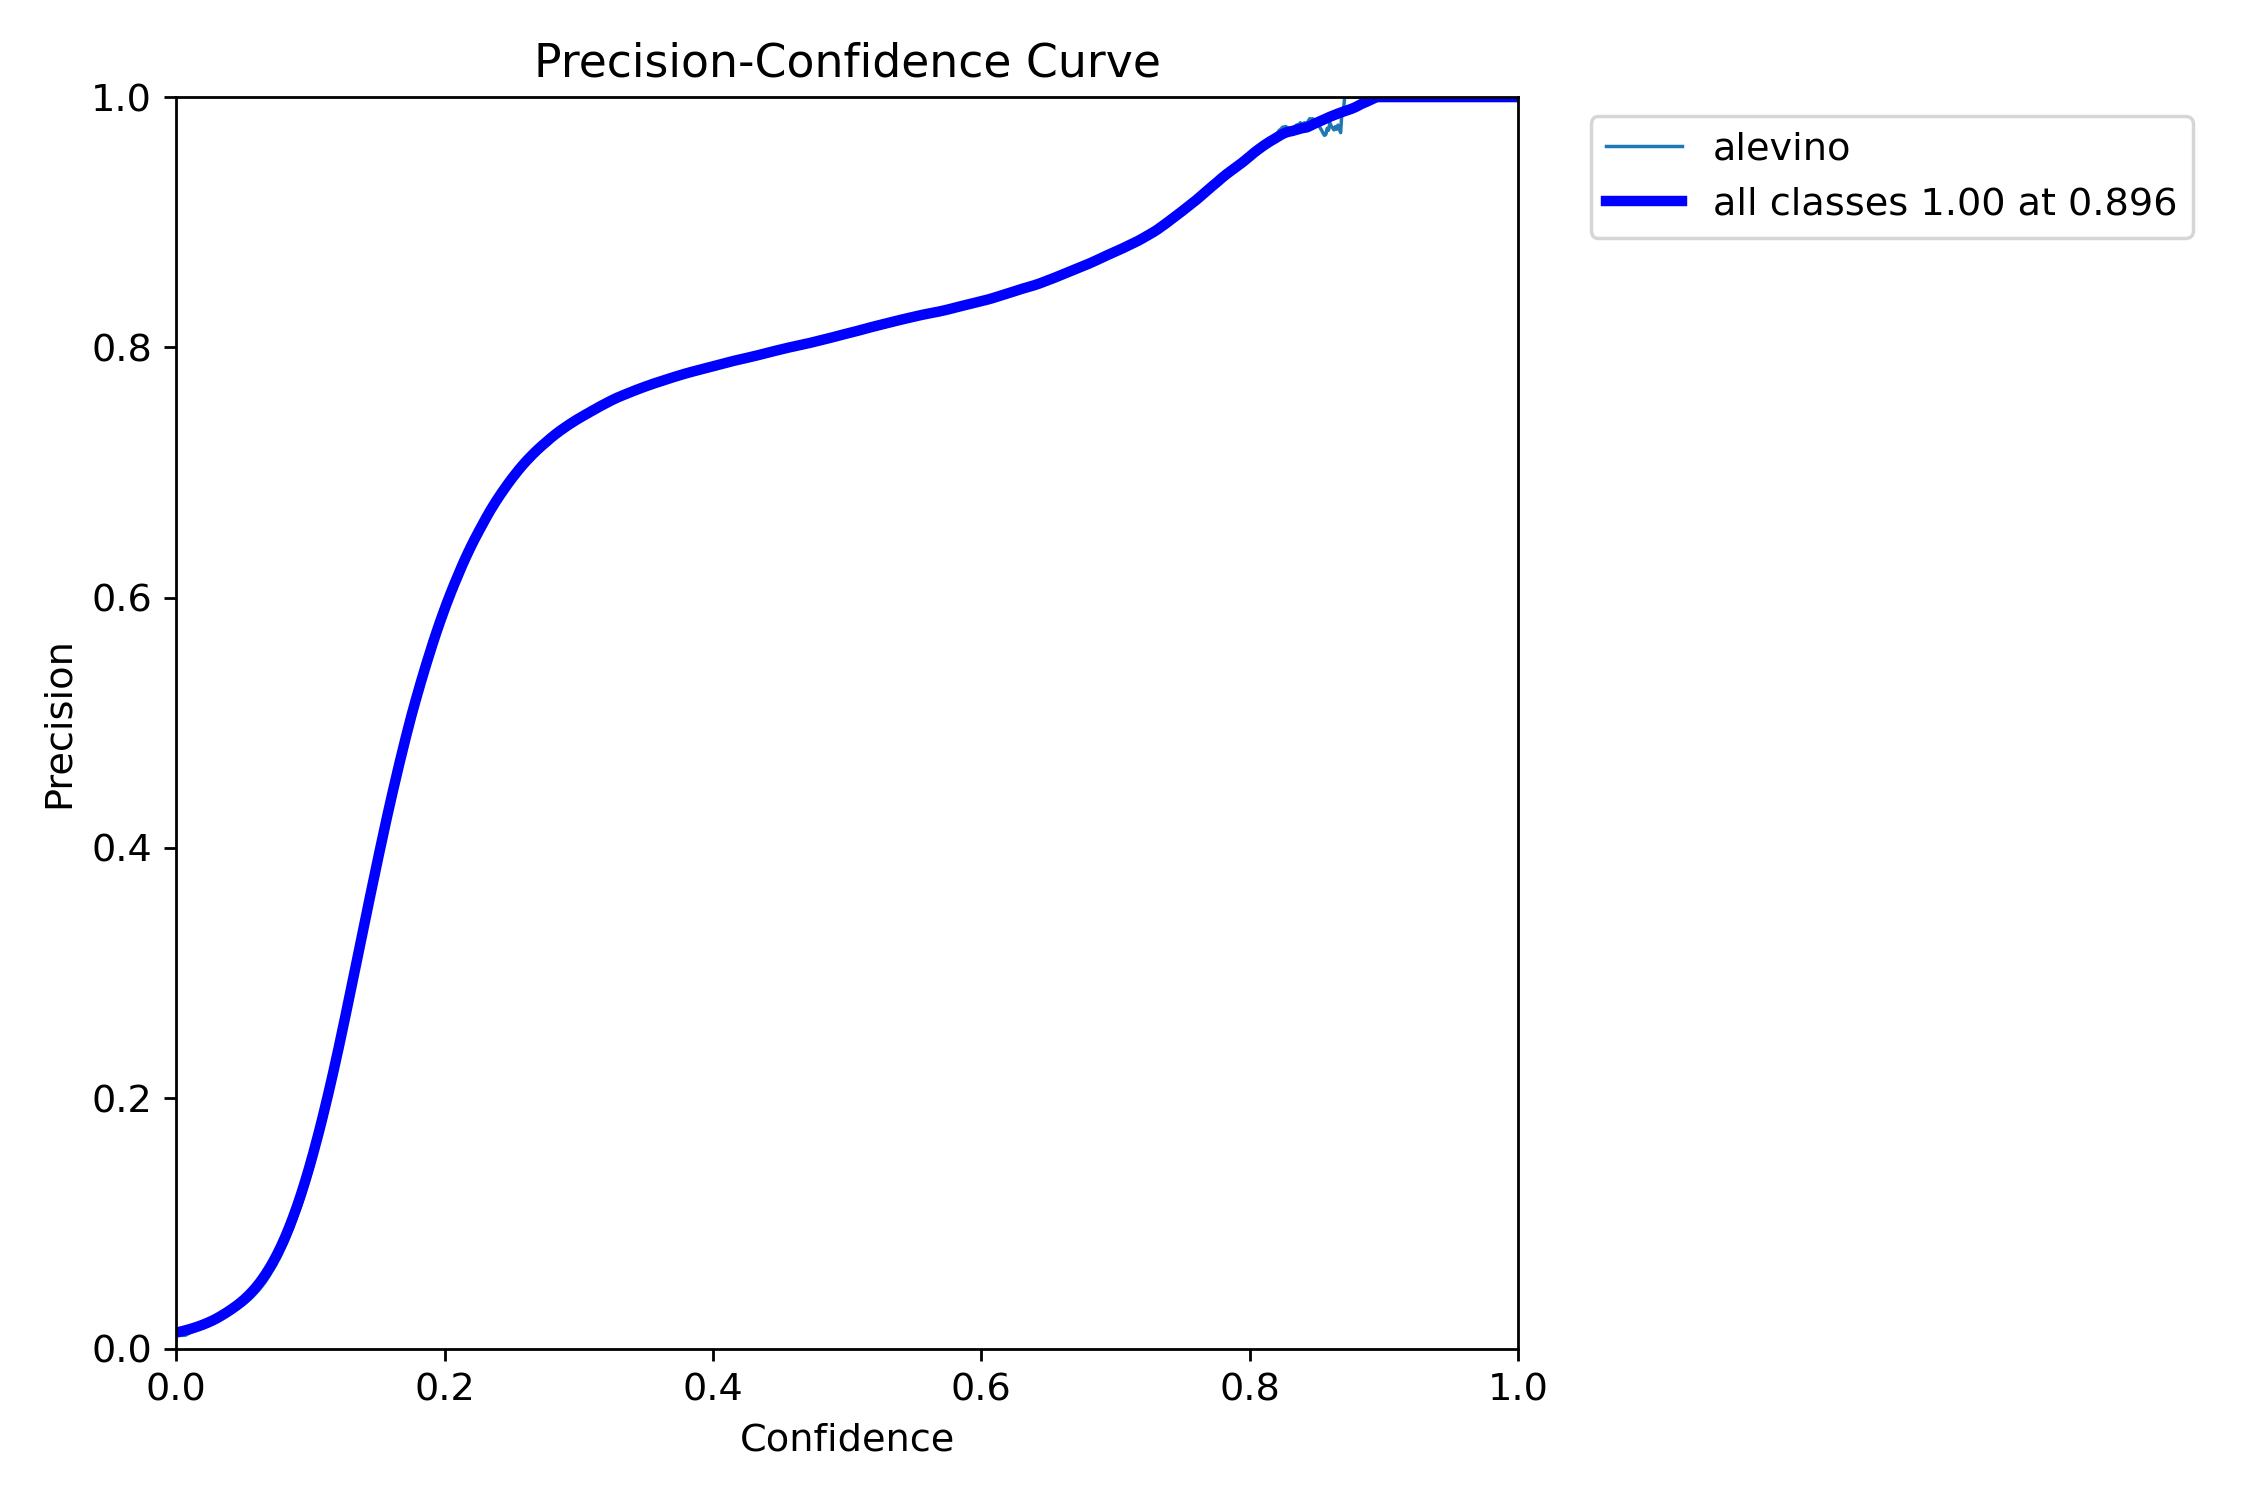 Precision-Confidence Curve
1.0
0.8
0.6
0.4
0.2
0.0
Precision
0.0 0.2 0.4 0.6 0.8 1.0
Confidence
alevino
all classes 1.00 at 0.896